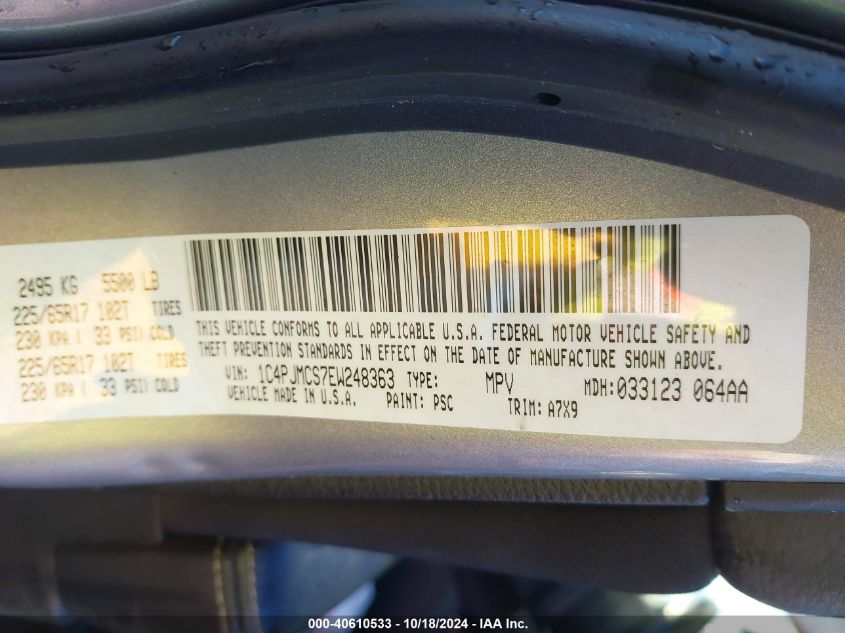 2495 KG 5500 LB
225/65R17 102T TIRES
230 KPA ( 33 PSI) COLD
225/65R17 102T TIRES
230 KPA ( 33 PSI) COLD
THIS VEHICLE CONFORMS TO ALL APPLICABLE U.S.A. FEDERAL MOTOR VEHICLE SAFETY AND
THEFT PREVENTION STANDARDS IN EFFECT ON THE DATE OF MANUFACTURE SHOWN ABOVE.
VIN: 1C4PJMCS7EW248363 TYPE: MPV MDH:033123 064AA
VEHICLE MADE IN U.S.A. PAINT: PSC TRIM: A7X9
000-40610533 - 10/18/2024 - IAA Inc.